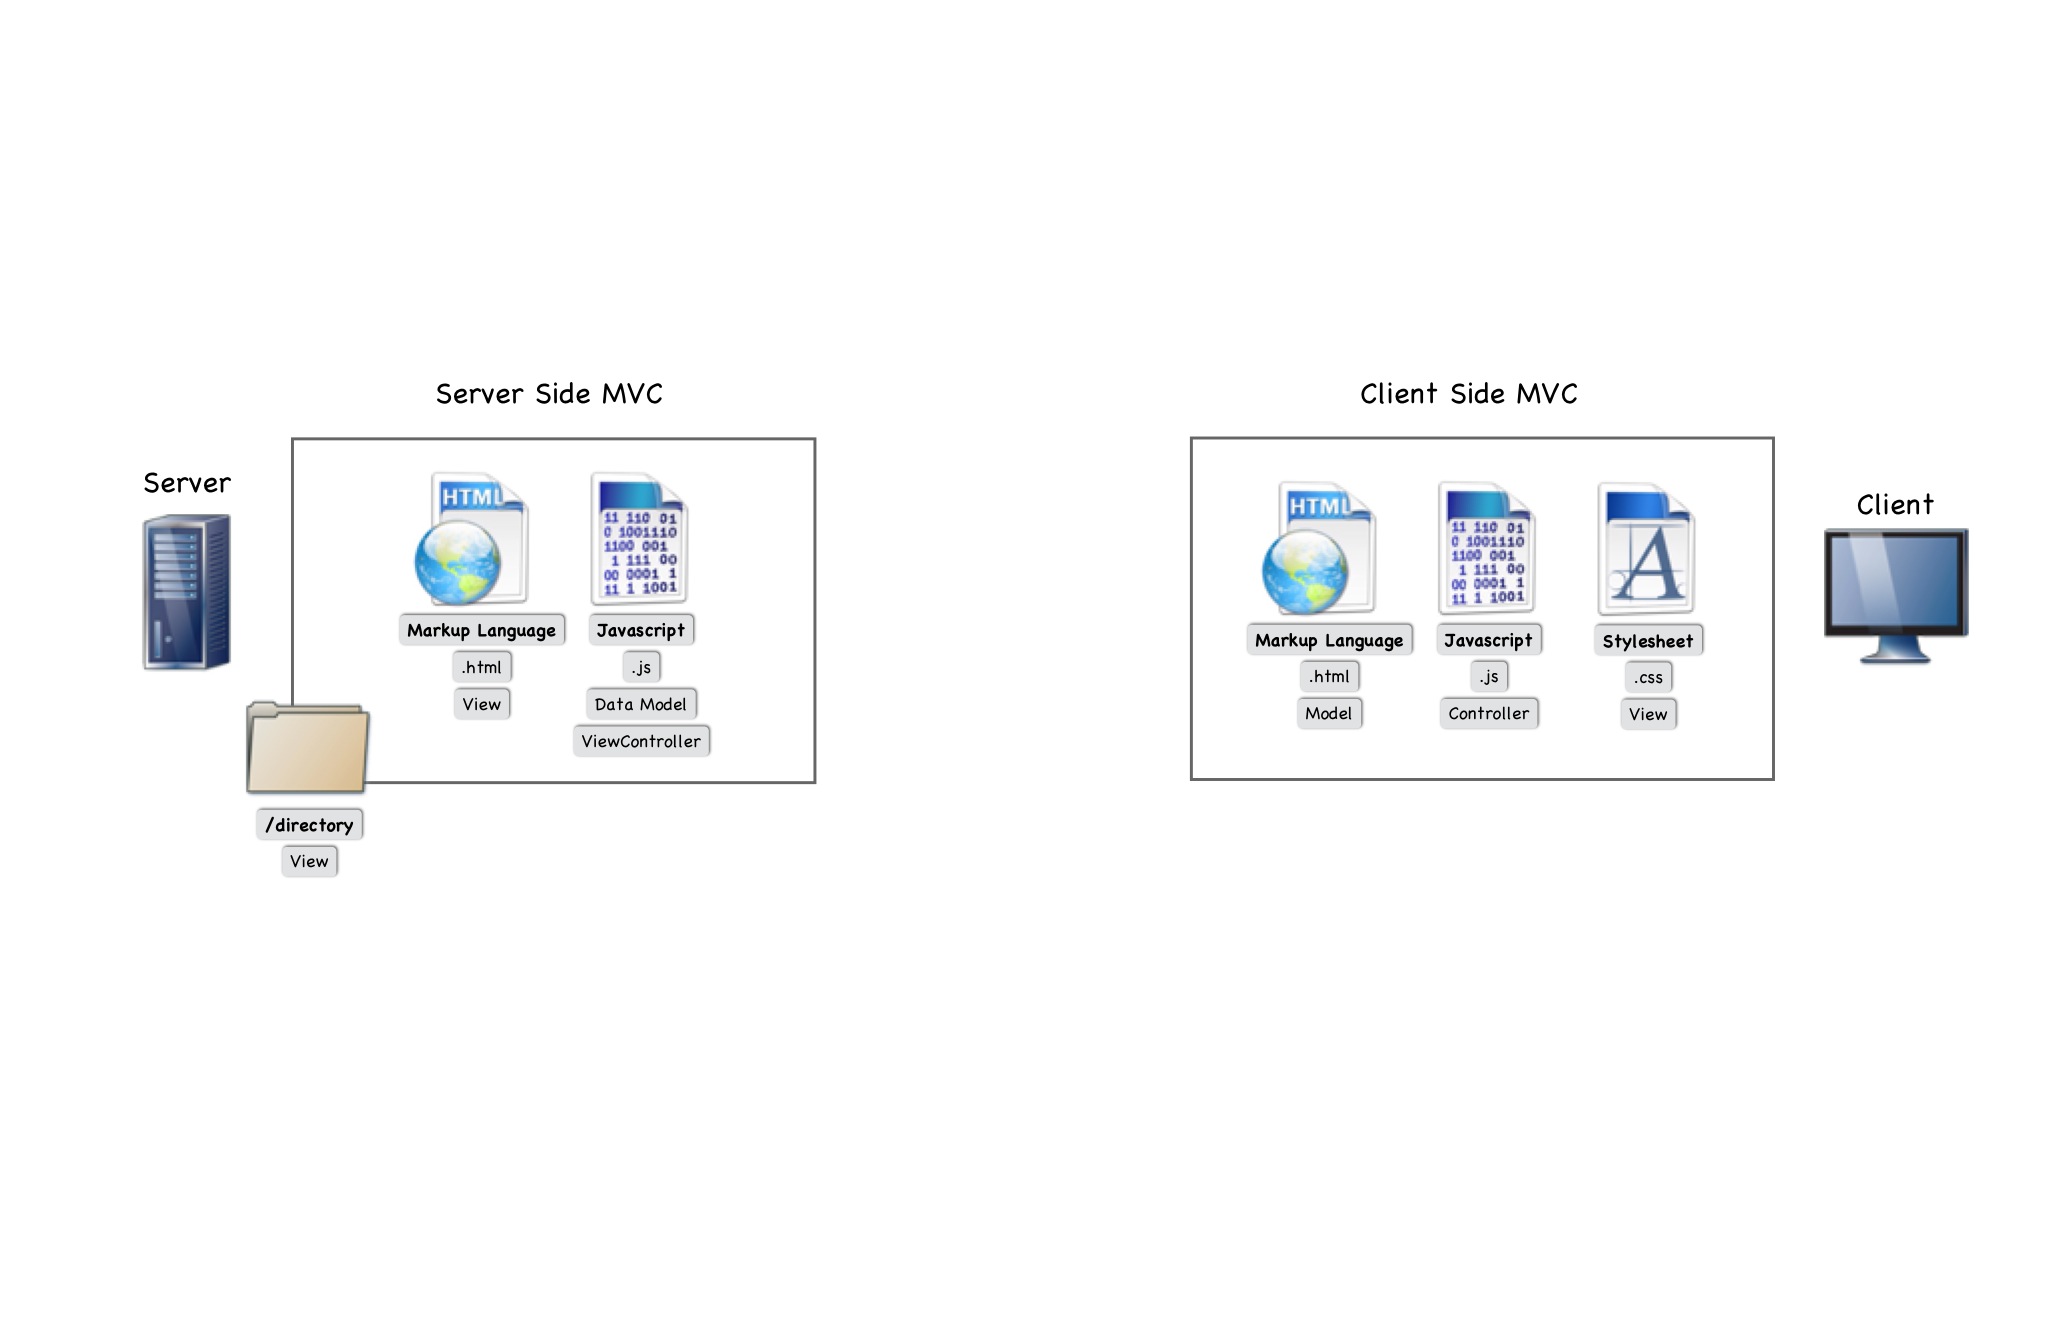 Server Side MVC
Client Side MVC
Server
Client
HTML
11 110 01
0 1001110
1100 001
1 111 00
00 0001 1
11 1 1001
Markup Language
.html
View
Javascript
.js
Data Model
ViewController
/directory
View
HTML
11 110 01
0 1001110
1100 001
1 111 00
00 0001 1
11 1 1001
A
Markup Language
.html
Model
Javascript
.js
Controller
Stylesheet
.css
View